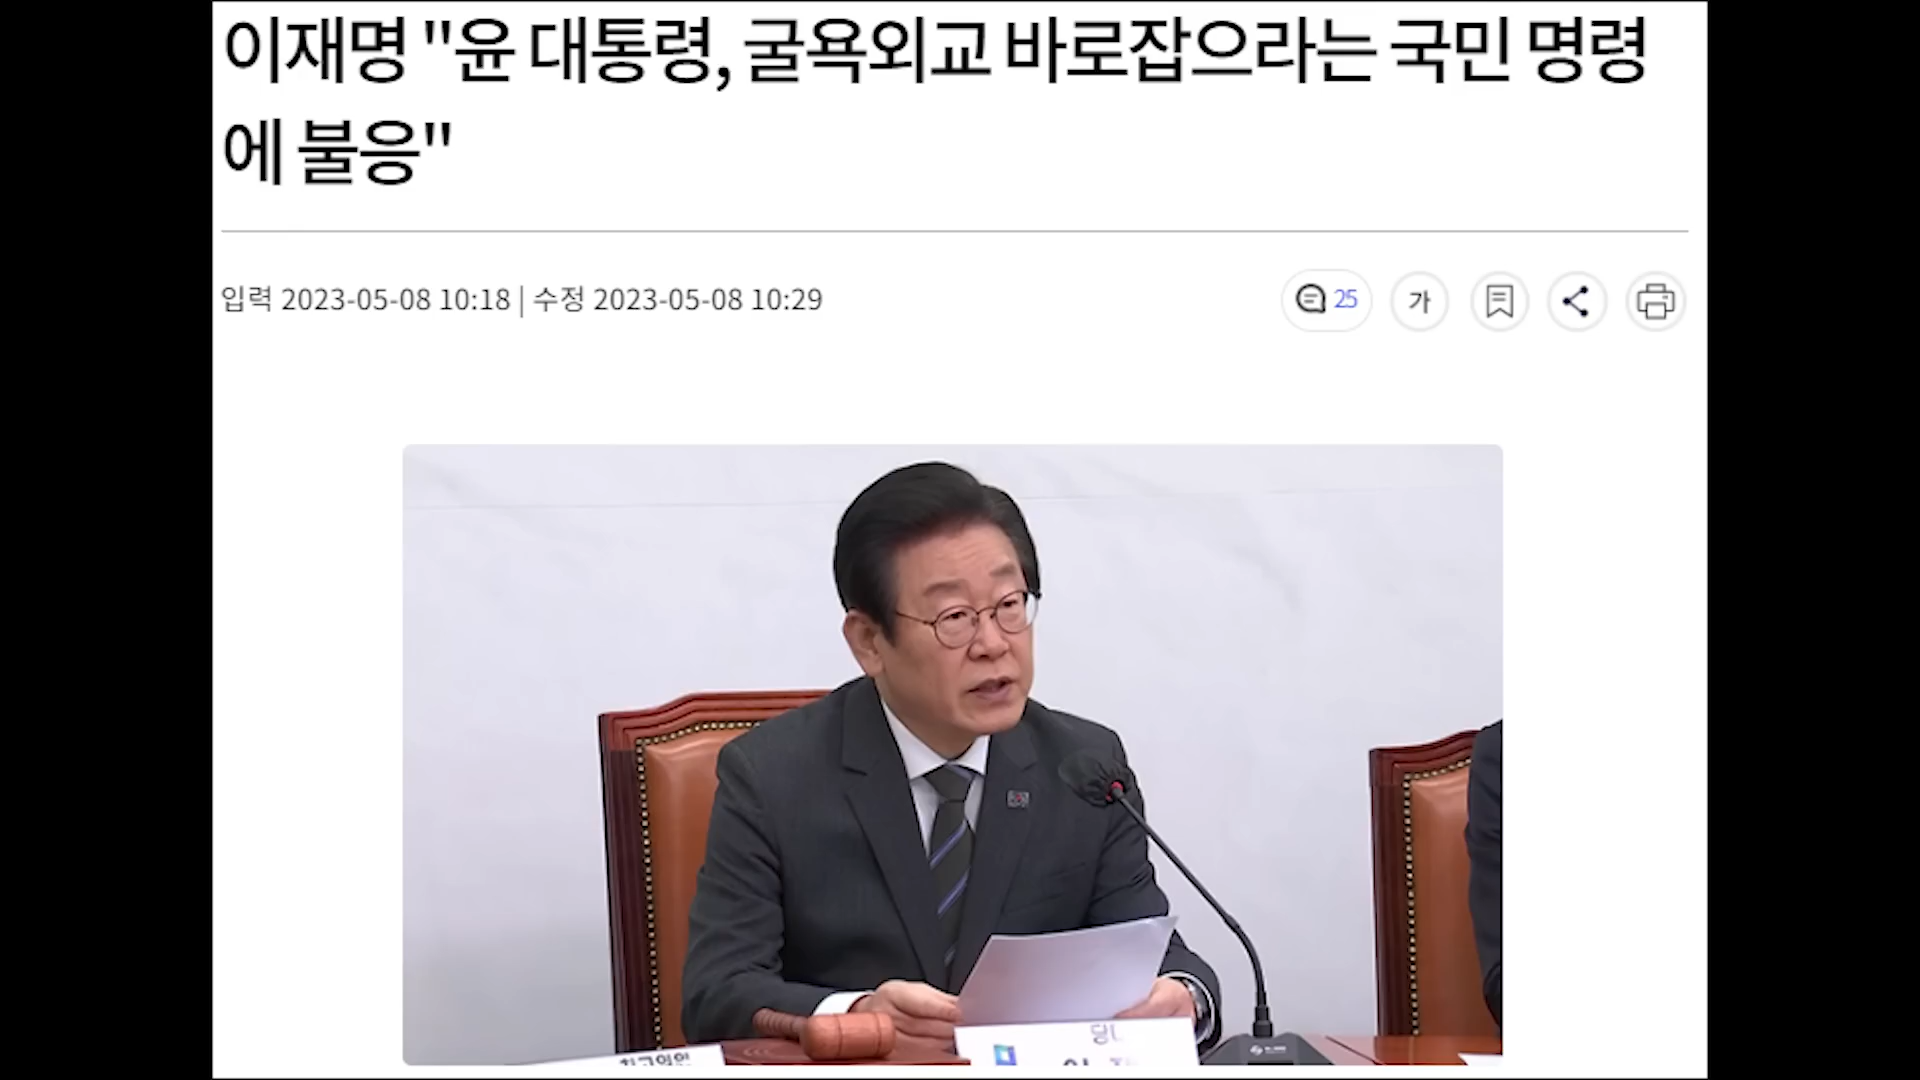 이재명 "윤 대통령, 굴욕외교 바로잡으라는 국민 명령
에 불응"
입력 2023-05-08 10:18 | 수정 2023-05-08 10:29
25
가